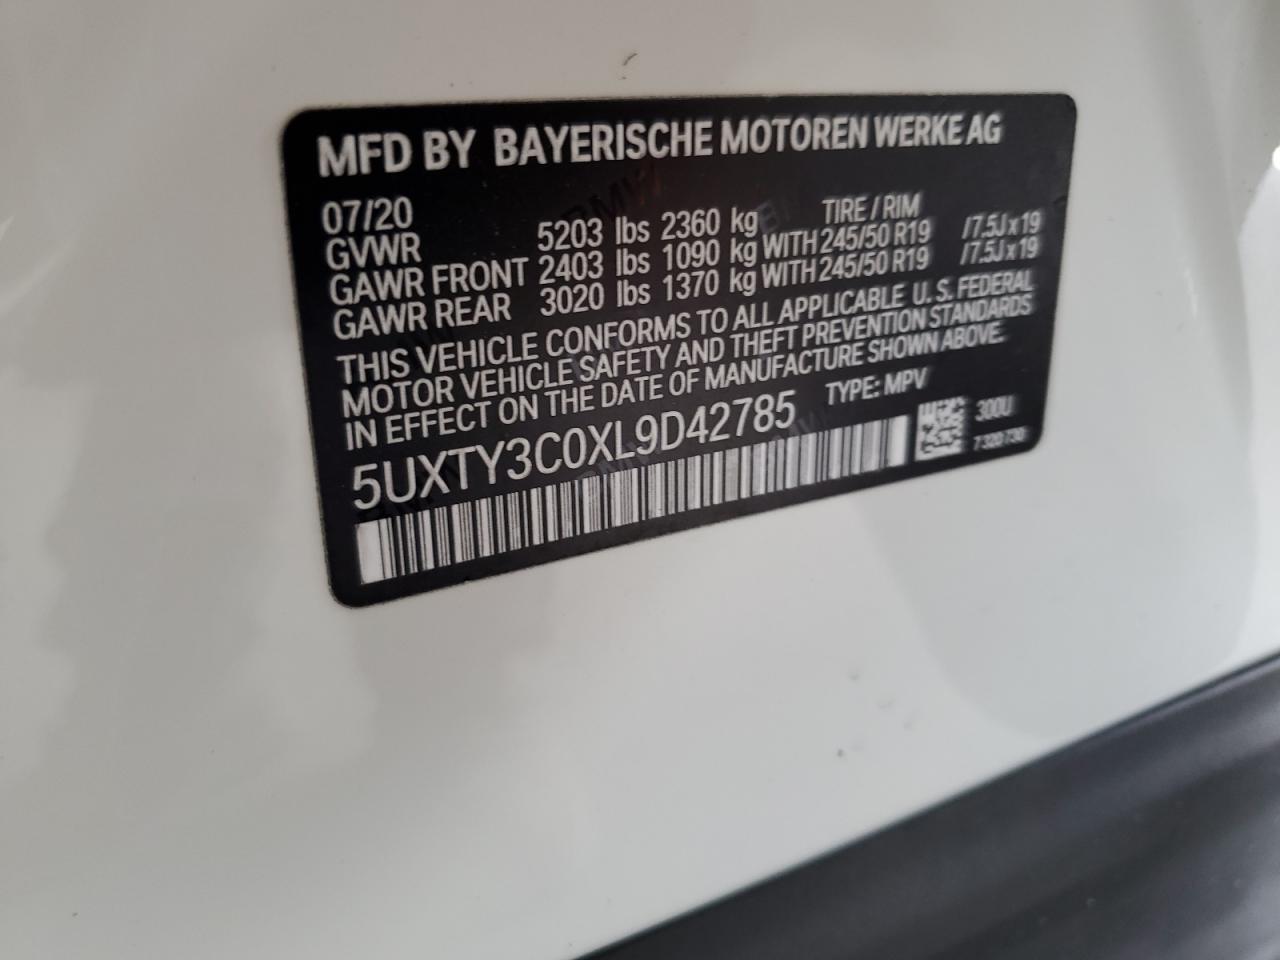 MFD BY BAYERISCHE MOTOREN WERKE AG
07/20 TIRE / RIM
GVWR 5203 lbs 2360 kg
GAWR FRONT 2403 lbs 1090 kg WITH 245/50 R19 /7.5J x 19
GAWR REAR 3020 lbs 1370 kg WITH 245/50 R19 /7.5J x 19
THIS VEHICLE CONFORMS TO ALL APPLICABLE U. S. FEDERAL
MOTOR VEHICLE SAFETY AND THEFT PREVENTION STANDARDS
IN EFFECT ON THE DATE OF MANUFACTURE SHOWN ABOVE.
5UXTY3C0XL9D42785 TYPE: MPV
300U
7 320 730